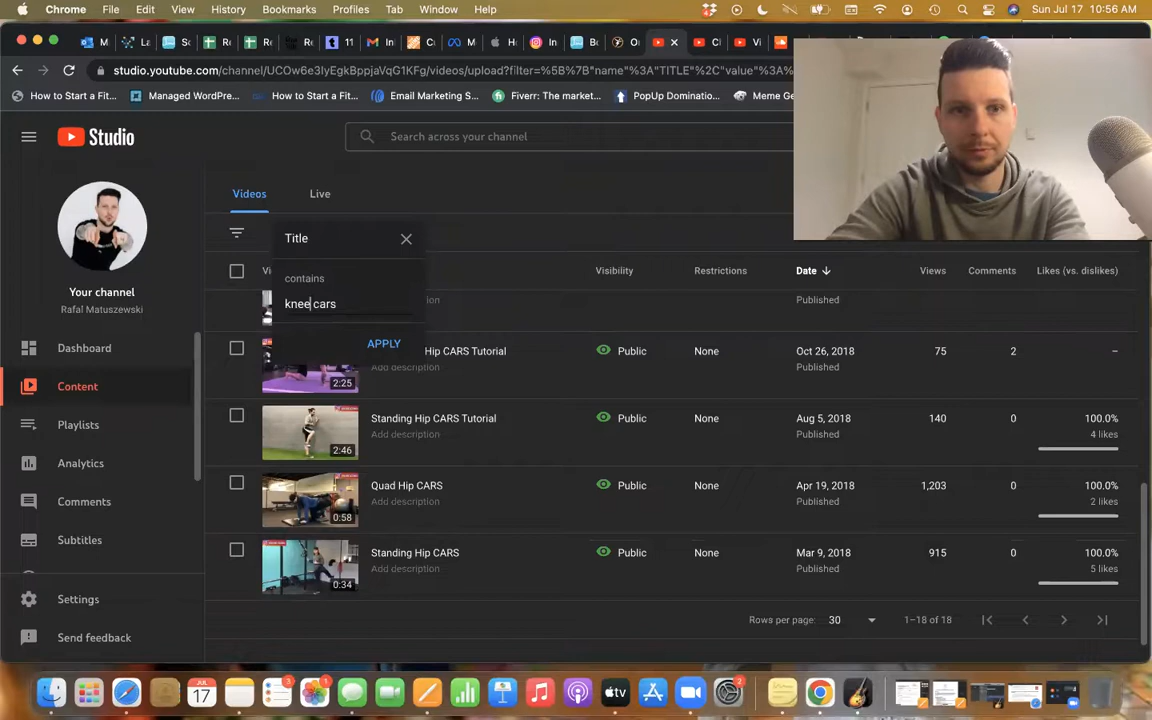 Chrome File Edit View History Bookmarks Profiles Tab Window Help Sun Jul 17 10:56 AM
studio.youtube.com/channel/UCOw6e3IyEgkBppjaVqG1KFg/videos/upload?filter=%5B%7B"name"%3A"TITLE"%2C"value"%3A%
How to Start a Fit... Managed WordPre... How to Start a Fit... Email Marketing S... Fiverr: The market... PopUp Dominatio... Meme Ge
Studio
Search across your channel
Videos Live
Title
contains
knee cars
APPLY
Visibility Restrictions Date Views Comments Likes (vs. dislikes)
Published
Hip CARS Tutorial Public None Oct 26, 2018 75 2 –
Add description Published
2:25
Standing Hip CARS Tutorial Public None Aug 5, 2018 140 0 100.0%
Add description Published 4 likes
2:46
Quad Hip CARS Public None Apr 19, 2018 1,203 0 100.0%
Add description Published 2 likes
0:58
Standing Hip CARS Public None Mar 9, 2018 915 0 100.0%
Add description Published 5 likes
0:34
Rows per page: 30 1–18 of 18
Your channel
Rafal Matuszewski
Dashboard
Content
Playlists
Analytics
Comments
Subtitles
Settings
Send feedback
JUL
17
3
1
tv
2